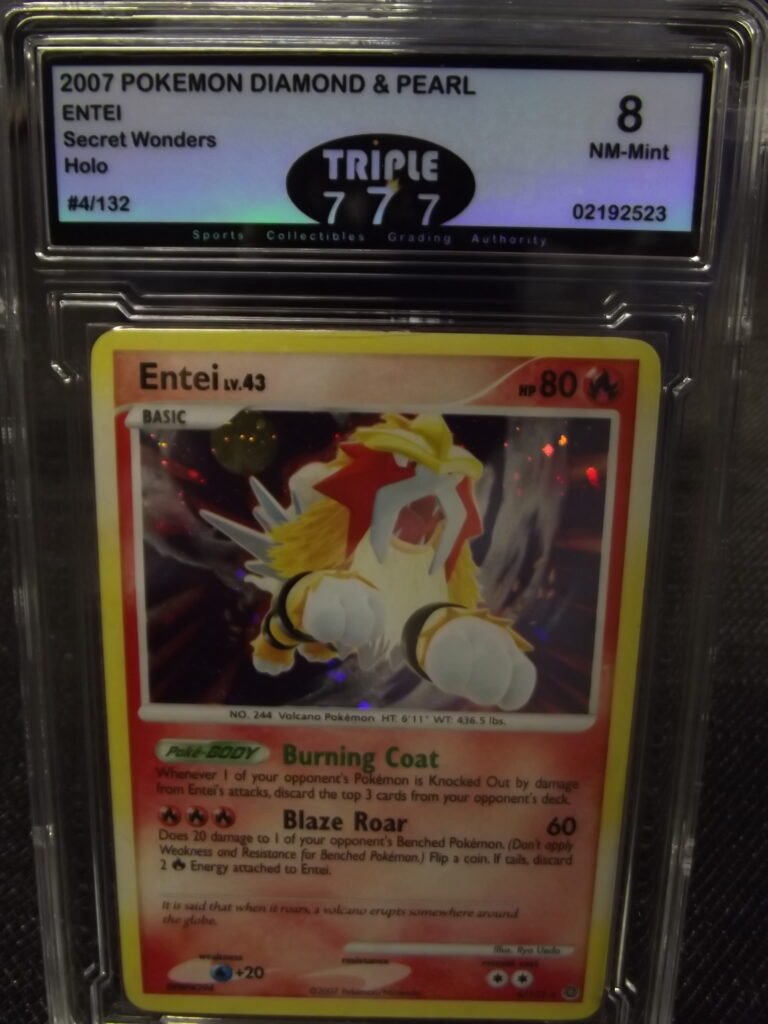 2007 POKEMON DIAMOND & PEARL
ENTEI
Secret Wonders
Holo
#4/132
TRIPLE
7 7 7
8
NM-Mint
02192523
Sports Collectibles Grading Authority
Entei LV.43
HP 80
BASIC
NO. 244 Volcano Pokémon HT: 6'11" WT: 436.5 lbs.
Poké-BODY Burning Coat
Whenever 1 of your opponent's Pokémon is Knocked Out by damage
from Entei's attacks, discard the top 3 cards from your opponent's deck.
Blaze Roar 60
Does 20 damage to 1 of your opponent's Benched Pokémon. (Don't apply
Weakness and Resistance for Benched Pokémon.) Flip a coin. If tails, discard
2 Energy attached to Entei.
It is said that when it roars, a volcano erupts somewhere around
the globe.
Illus. Ryo Ueda
weakness
+20
resistance
©2007 Pokémon/Nintendo